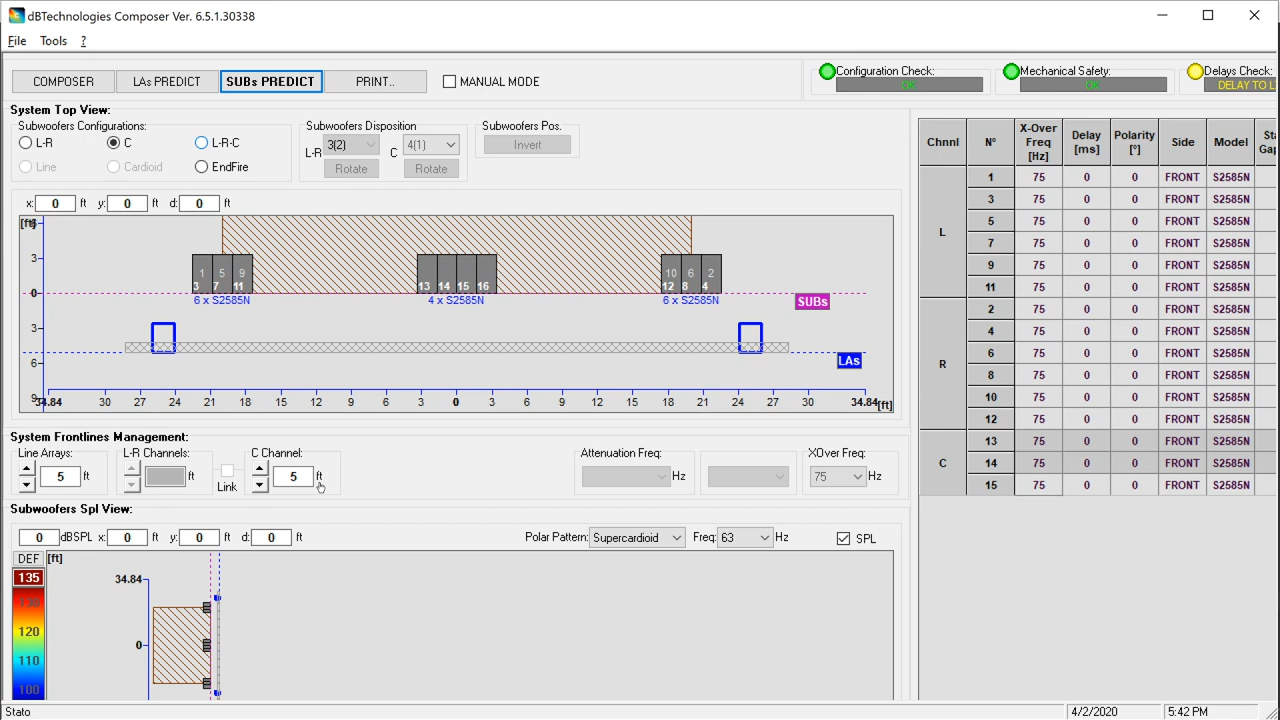 dBTechnologies Composer Ver. 6.5.1.30338
File Tools ?
COMPOSER LAs PREDICT SUBs PREDICT PRINT.. MANUAL MODE
Configuration Check: Mechanical Safety: Delays Check:
OK OK DELAY TO L
System Top View:
Subwoofers Configurations: Subwoofers Disposition Subwoofers Pos.
L-R C L-R-C L-R 3(2) C 4(1) Invert
Line Cardioid EndFire Rotate Rotate
x: 0 ft y: 0 ft d: 0 ft
[ft]
3
0
3
6
9
1 5 9 13 14 15 16 10 6 2
3 7 11 12 8 4
6 x S2585N 4 x S2585N 6 x S2585N
SUBs
LAs
34.84 30 27 24 21 18 15 12 9 6 3 0 3 6 9 12 15 18 21 24 27 30 34.84 [ft]
System Frontlines Management:
Line Arrays: L-R Channels: C Channel: Attenuation Freq: XOver Freq:
5 ft ft Link 5 ft Hz 75 Hz
Subwoofers Spl View:
0 dBSPL x: 0 ft y: 0 ft d: 0 ft Polar Pattern: Supercardioid Freq: 63 Hz SPL
DEF [ft]
135
130
120
110
100
34.84
0
Chnnl N° X-Over Freq [Hz] Delay [ms] Polarity [°] Side Model
L
1 75 0 0 FRONT S2585N
3 75 0 0 FRONT S2585N
5 75 0 0 FRONT S2585N
7 75 0 0 FRONT S2585N
9 75 0 0 FRONT S2585N
11 75 0 0 FRONT S2585N
R
2 75 0 0 FRONT S2585N
4 75 0 0 FRONT S2585N
6 75 0 0 FRONT S2585N
8 75 0 0 FRONT S2585N
10 75 0 0 FRONT S2585N
12 75 0 0 FRONT S2585N
C
13 75 0 0 FRONT S2585N
14 75 0 0 FRONT S2585N
15 75 0 0 FRONT S2585N
Stato 4/2/2020 5:42 PM